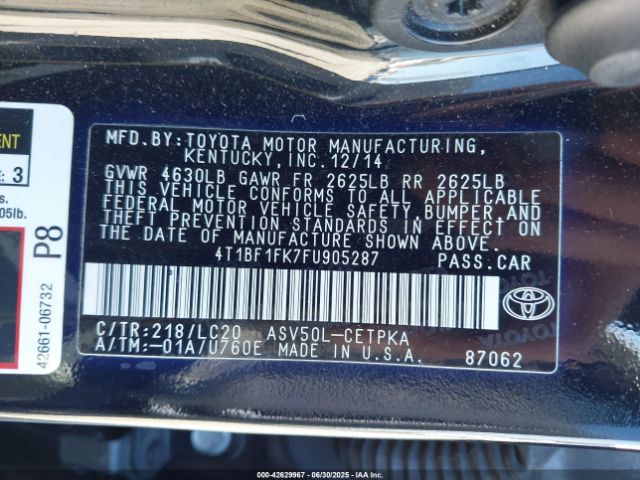 MFD.BY:TOYOTA MOTOR MANUFACTURING,
KENTUCKY, INC. 12/14
GVWR 4630LB GAWR FR 2625LB RR 2625LB
THIS VEHICLE CONFORMS TO ALL APPLICABLE
FEDERAL MOTOR VEHICLE SAFETY,BUMPER,AND
THEFT PREVENTION STANDARDS IN EFFECT ON
THE DATE OF MANUFACTURE SHOWN ABOVE.
4T1BF1FK7FU905287 PASS.CAR
C/TR:218/LC20 ASV50L-CETPKA
A/TM:-01A/U760E MADE IN U.S.A. 87062
3
P8
42661-06732
000-42629967 | 06/30/2025 | © IAA Inc.